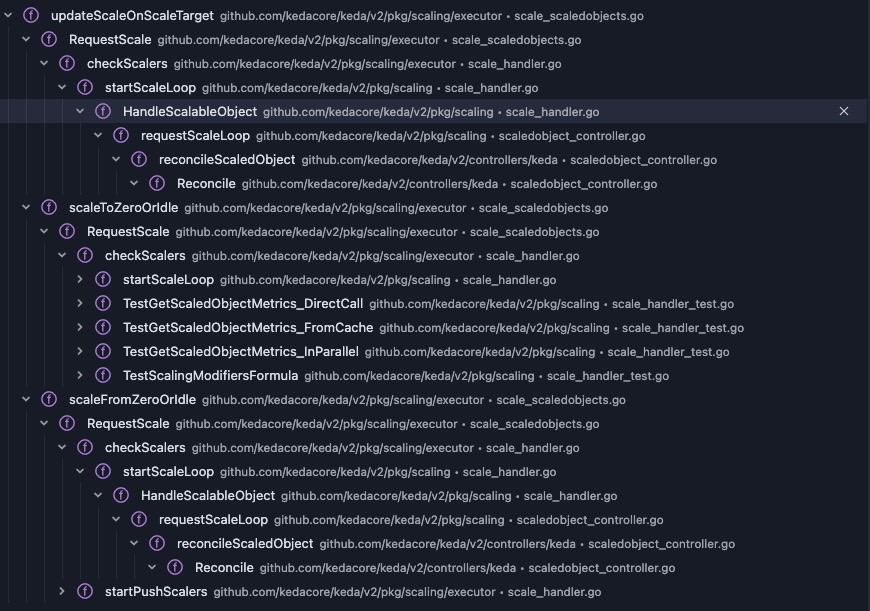 updateScaleOnScaleTarget github.com/kedacore/keda/v2/pkg/scaling/executor • scale_scaledobjects.go
RequestScale github.com/kedacore/keda/v2/pkg/scaling/executor • scale_scaledobjects.go
checkScalers github.com/kedacore/keda/v2/pkg/scaling/executor • scale_handler.go
startScaleLoop github.com/kedacore/keda/v2/pkg/scaling • scale_handler.go
HandleScalableObject github.com/kedacore/keda/v2/pkg/scaling • scale_handler.go
requestScaleLoop github.com/kedacore/keda/v2/pkg/scaling • scaledobject_controller.go
reconcileScaledObject github.com/kedacore/keda/v2/controllers/keda • scaledobject_controller.go
Reconcile github.com/kedacore/keda/v2/controllers/keda • scaledobject_controller.go
scaleToZeroOrIdle github.com/kedacore/keda/v2/pkg/scaling/executor • scale_scaledobjects.go
RequestScale github.com/kedacore/keda/v2/pkg/scaling/executor • scale_scaledobjects.go
checkScalers github.com/kedacore/keda/v2/pkg/scaling/executor • scale_handler.go
startScaleLoop github.com/kedacore/keda/v2/pkg/scaling • scale_handler.go
TestGetScaledObjectMetrics_DirectCall github.com/kedacore/keda/v2/pkg/scaling • scale_handler_test.go
TestGetScaledObjectMetrics_FromCache github.com/kedacore/keda/v2/pkg/scaling • scale_handler_test.go
TestGetScaledObjectMetrics_InParallel github.com/kedacore/keda/v2/pkg/scaling • scale_handler_test.go
TestScalingModifiersFormula github.com/kedacore/keda/v2/pkg/scaling • scale_handler_test.go
scaleFromZeroOrIdle github.com/kedacore/keda/v2/pkg/scaling/executor • scale_scaledobjects.go
RequestScale github.com/kedacore/keda/v2/pkg/scaling/executor • scale_scaledobjects.go
checkScalers github.com/kedacore/keda/v2/pkg/scaling/executor • scale_handler.go
startScaleLoop github.com/kedacore/keda/v2/pkg/scaling • scale_handler.go
HandleScalableObject github.com/kedacore/keda/v2/pkg/scaling • scale_handler.go
requestScaleLoop github.com/kedacore/keda/v2/pkg/scaling • scaledobject_controller.go
reconcileScaledObject github.com/kedacore/keda/v2/controllers/keda • scaledobject_controller.go
Reconcile github.com/kedacore/keda/v2/controllers/keda • scaledobject_controller.go
startPushScalers github.com/kedacore/keda/v2/pkg/scaling/executor • scale_handler.go